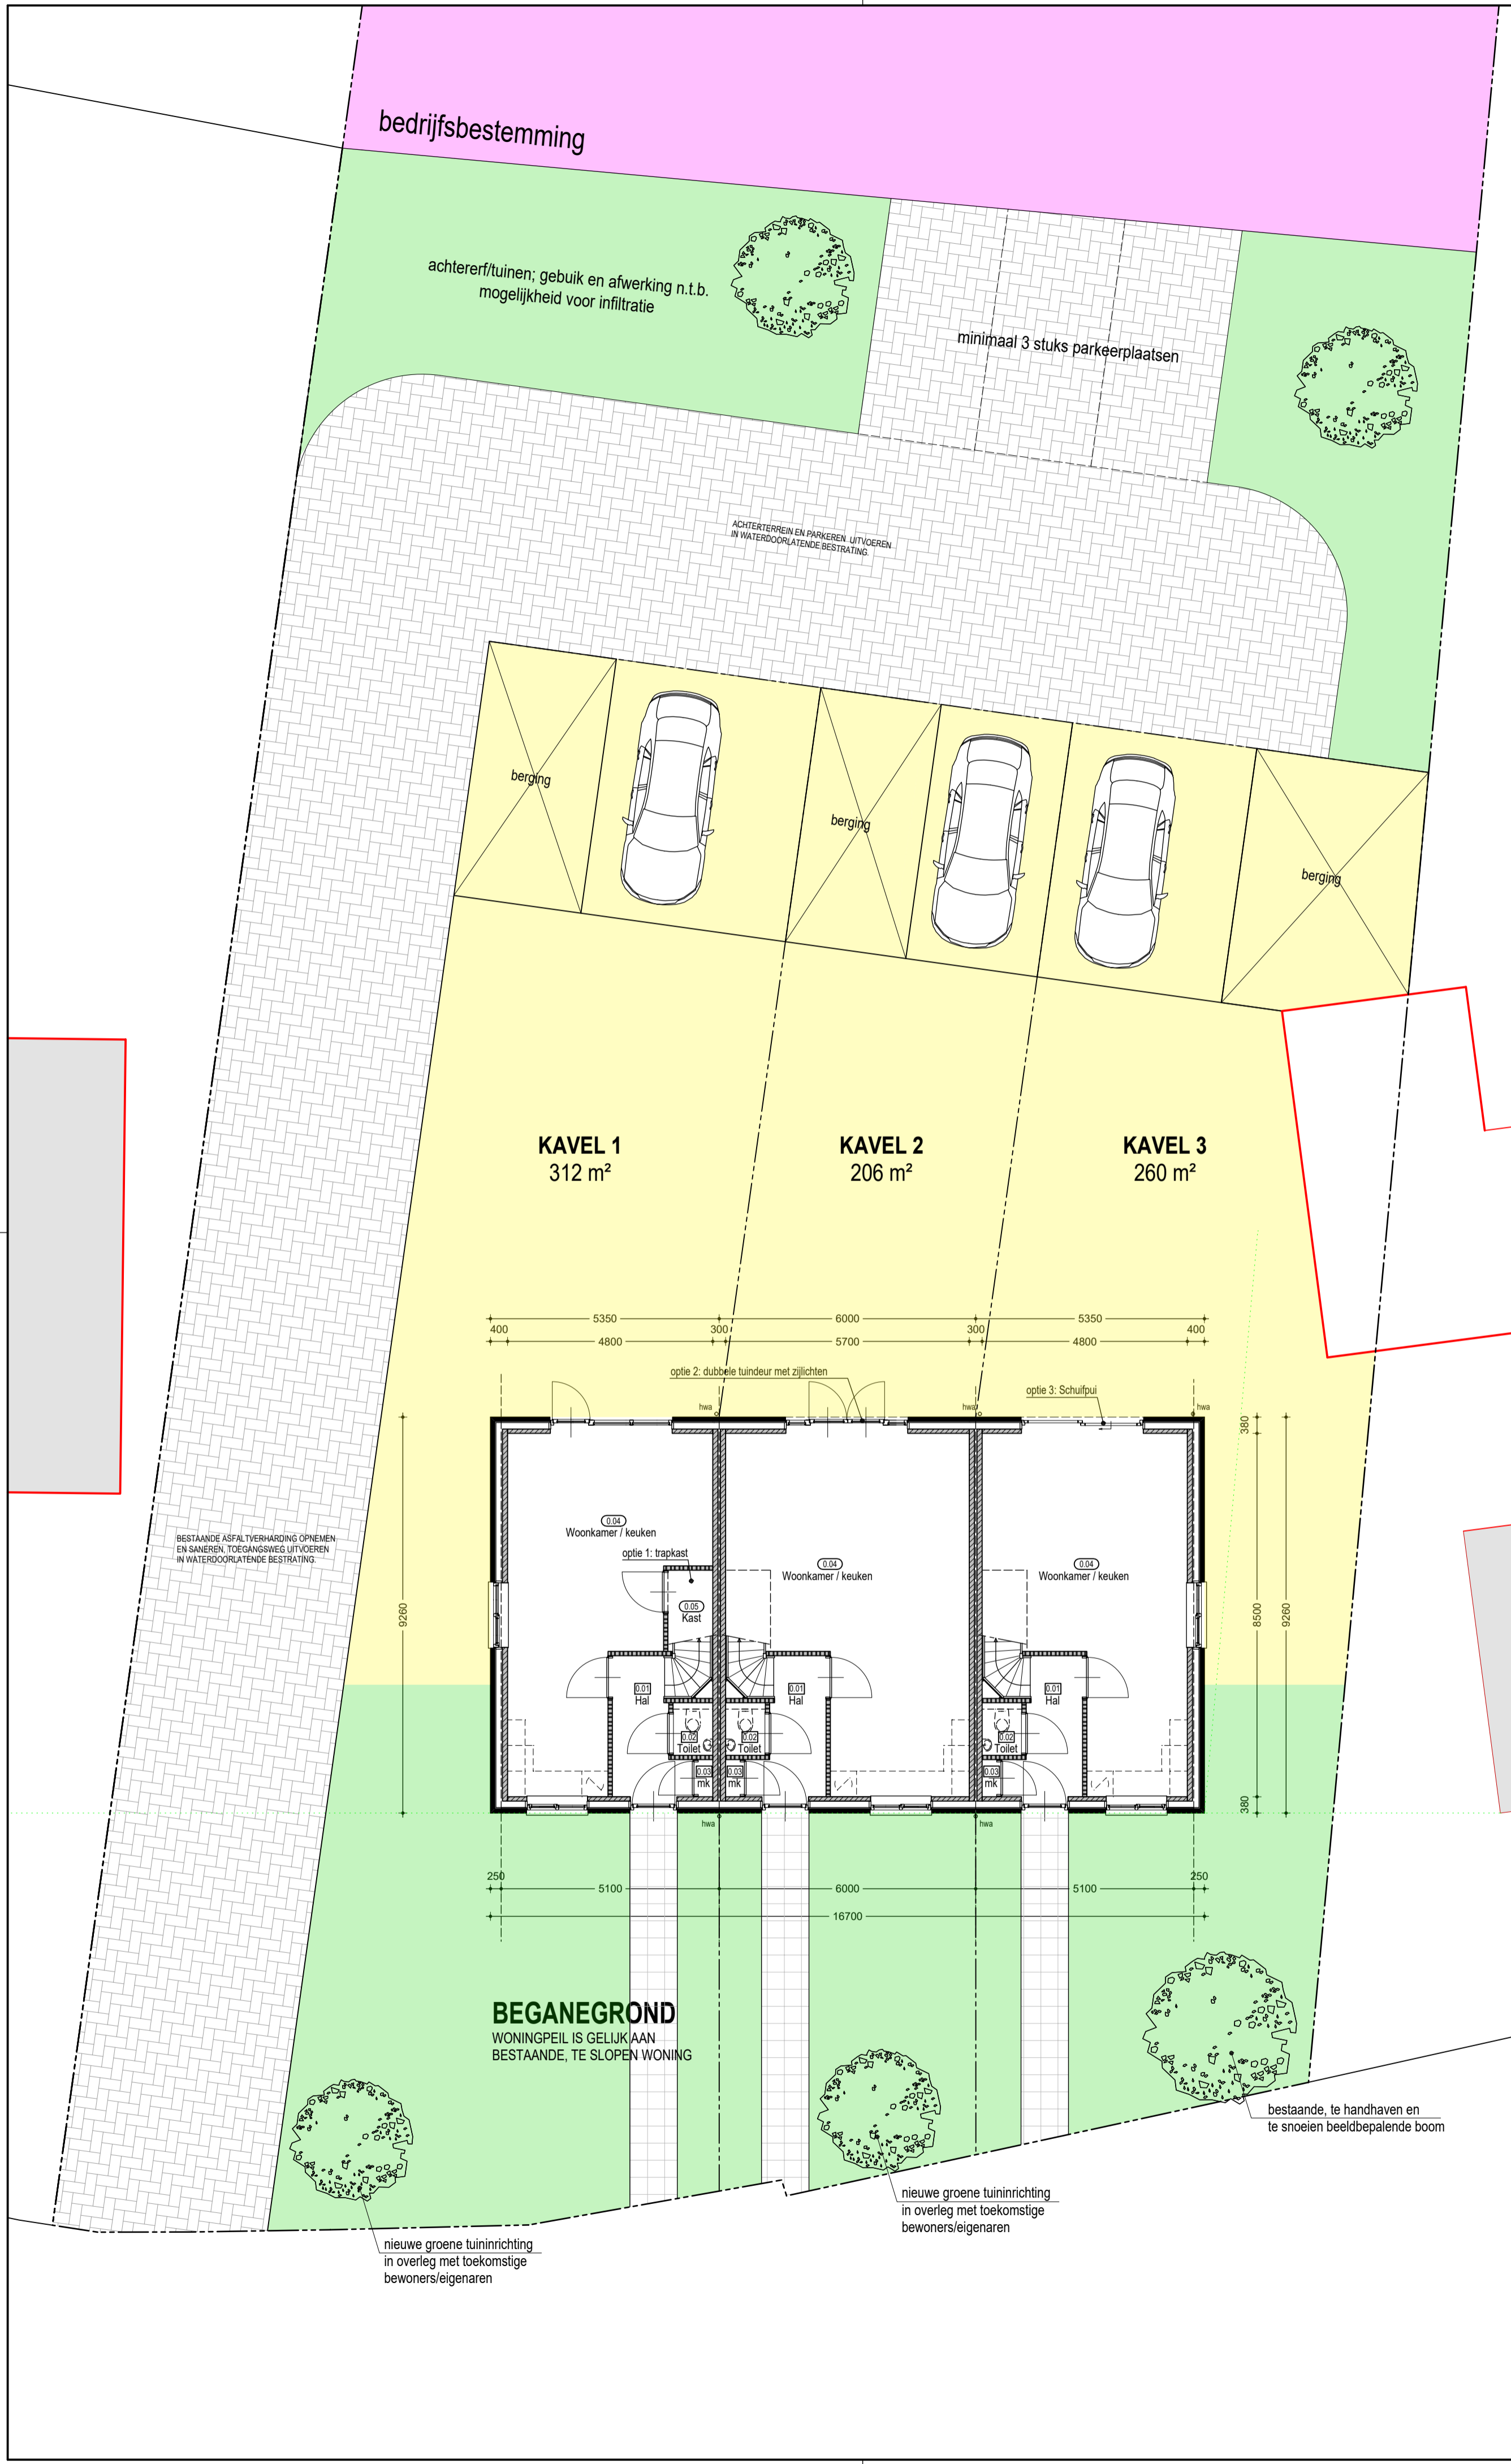 bedrijfsbestemming
achtererf/tuinen; gebuik en afwerking n.t.b.
mogelijkheid voor infiltratie
minimaal 3 stuks parkeerplaatsen
ACHTERTERREIN EN PARKEREN UITVOEREN
IN WATERDOORLATENDE BESTRATING.
berging
berging
berging
KAVEL 1
312 m²
KAVEL 2
206 m²
KAVEL 3
260 m²
5350
6000
5350
400
4800
300
5700
300
4800
400
optie 2: dubbele tuindeur met zijlichten
optie 3: Schuifpui
hwa
hwa
hwa
380
0.04
Woonkamer / keuken
optie 1: trapkast
0.04
Woonkamer / keuken
0.04
Woonkamer / keuken
BESTAANDE ASFALTVERHARDING OPNEMEN
EN SANEREN, TOEGANGSWEG UITVOEREN
IN WATERDOORLATENDE BESTRATING.
0.05
Kast
9260
8500
9260
0.01
Hal
0.01
Hal
0.01
Hal
0.02
Toilet
0.02
Toilet
0.02
Toilet
0.03
mk
0.03
mk
0.03
mk
380
hwa
hwa
250
5100
6000
5100
250
16700
BEGANEGROND
WONINGPEIL IS GELIJK AAN
BESTAANDE, TE SLOPEN WONING
bestaande, te handhaven en
te snoeien beeldbepalende boom
nieuwe groene tuininrichting
in overleg met toekomstige
bewoners/eigenaren
nieuwe groene tuininrichting
in overleg met toekomstige
bewoners/eigenaren